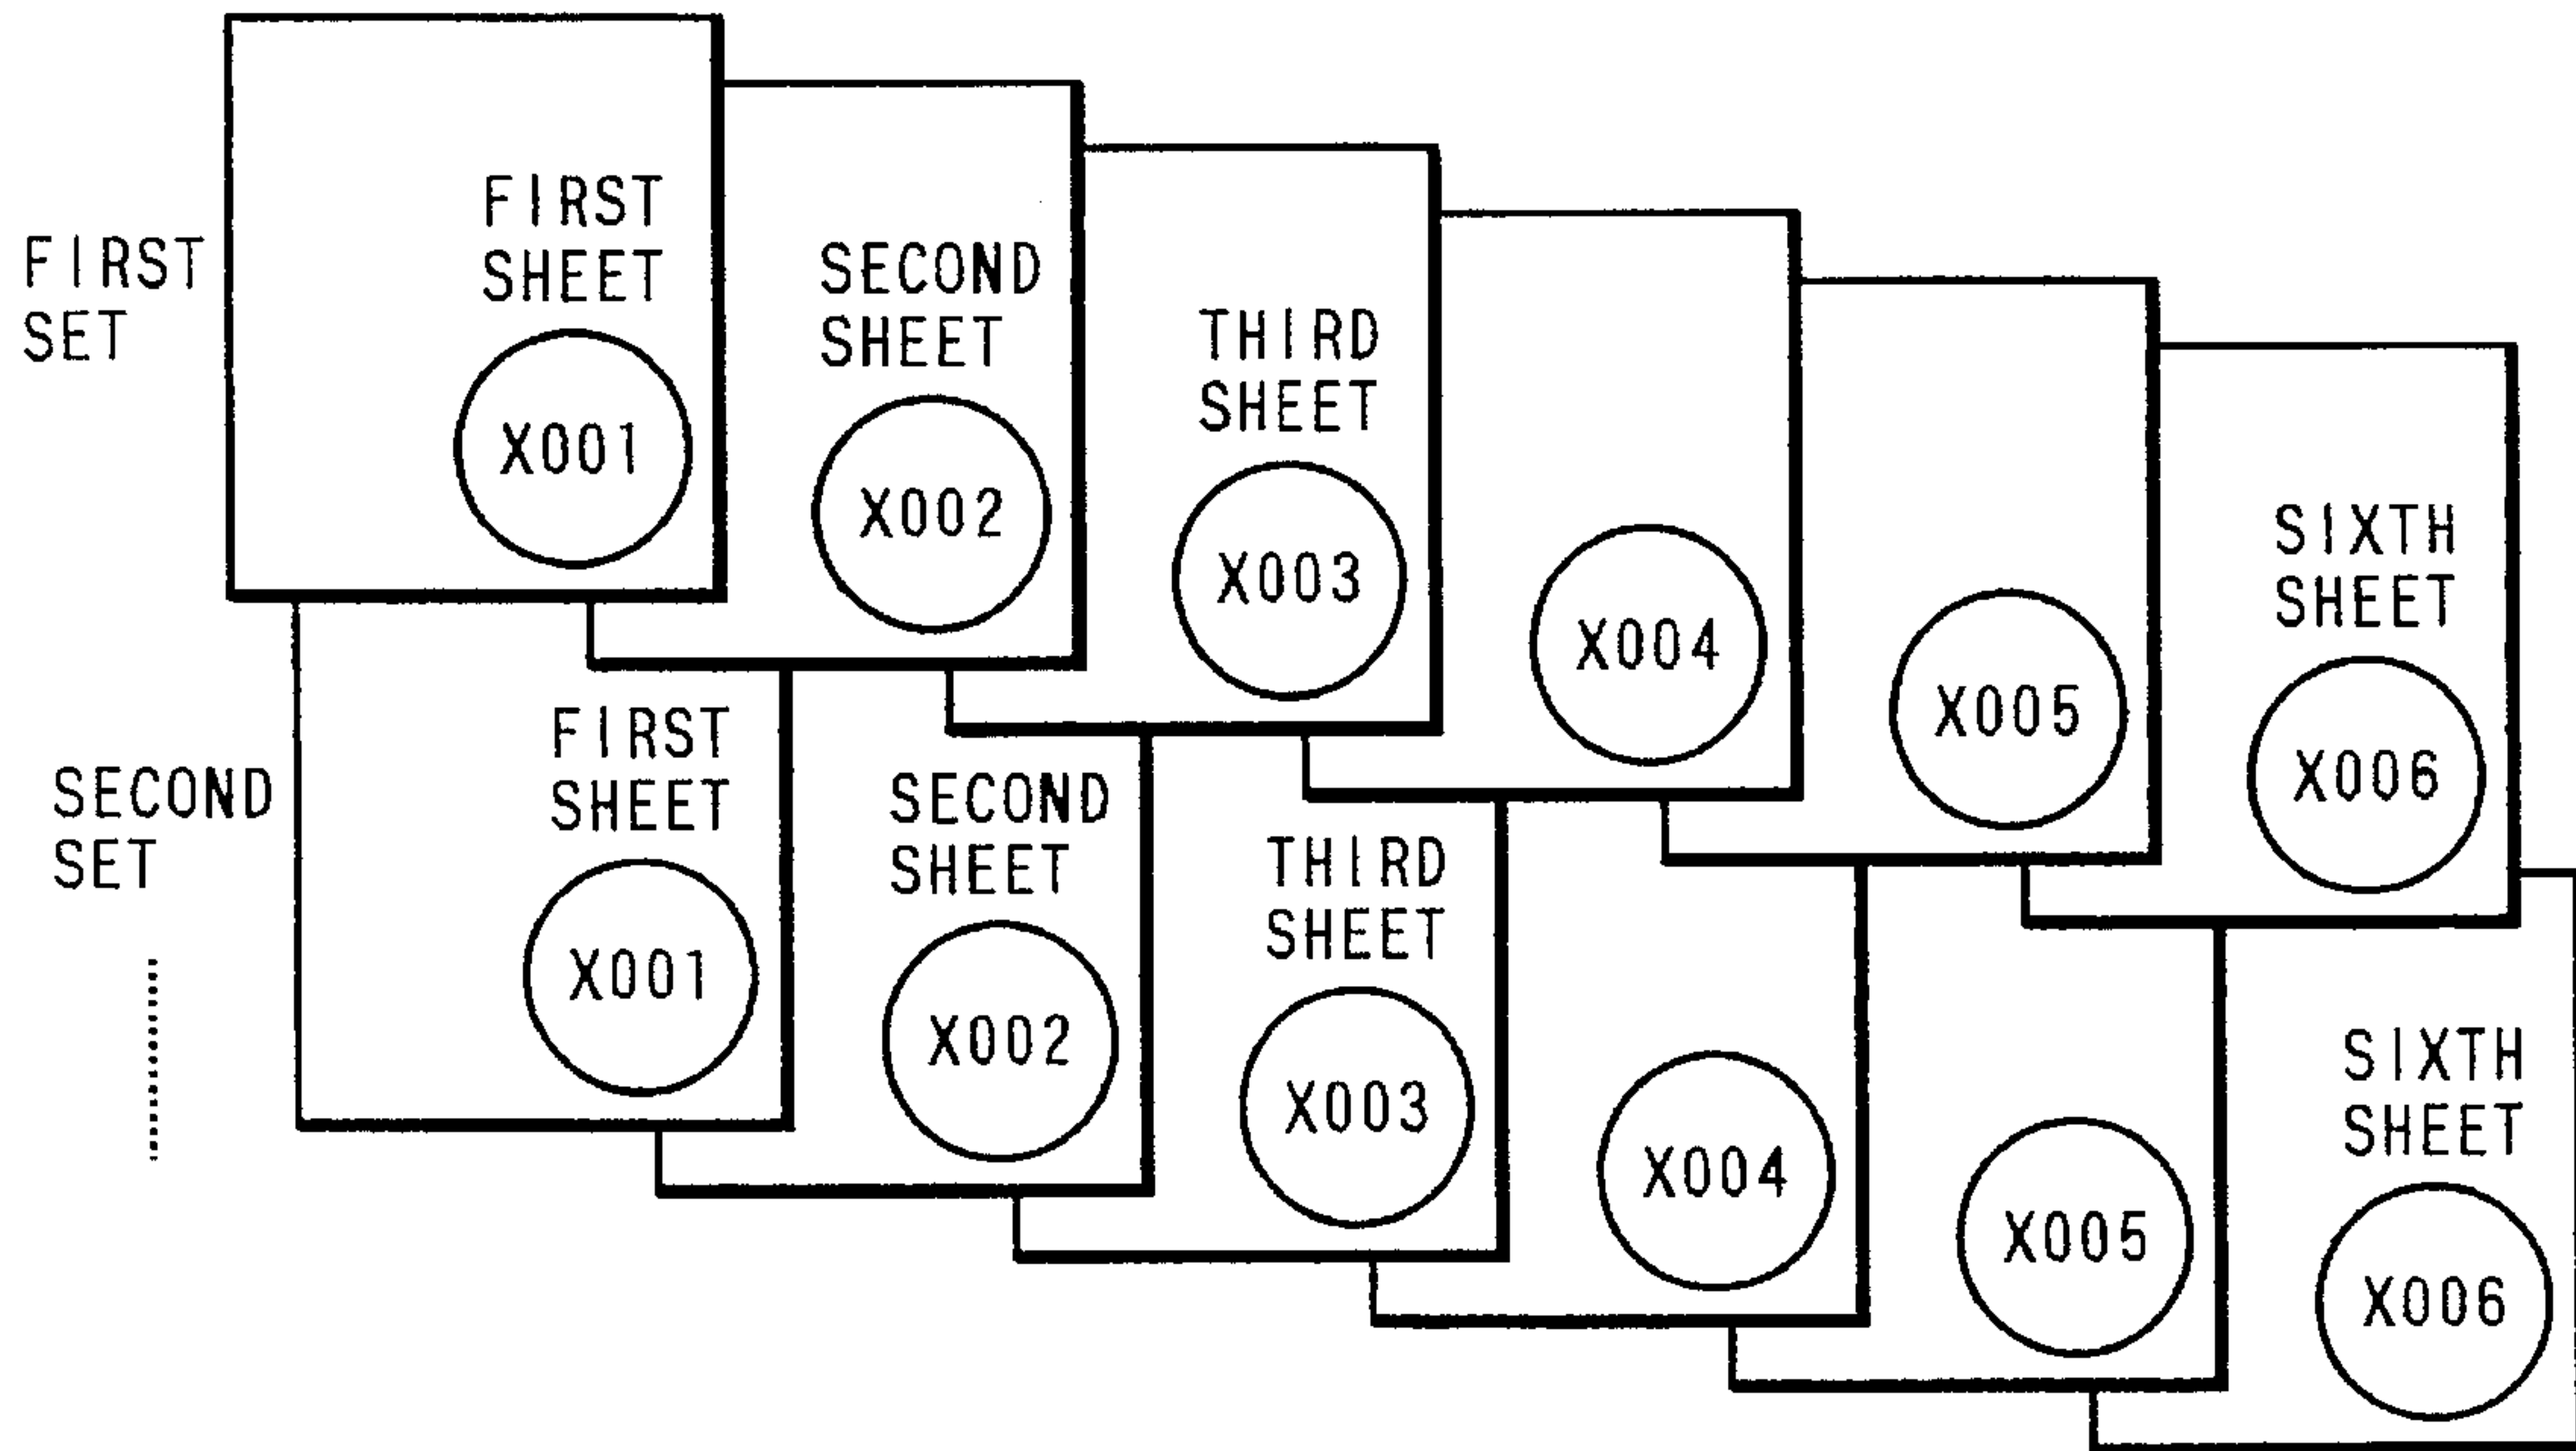 FIRST
SET
FIRST
SHEET
X001
SECOND
SHEET
X002
THIRD
SHEET
X003
X004
X005
SIXTH
SHEET
X006
SECOND
SET
FIRST
SHEET
X001
SECOND
SHEET
X002
THIRD
SHEET
X003
X004
X005
SIXTH
SHEET
X006